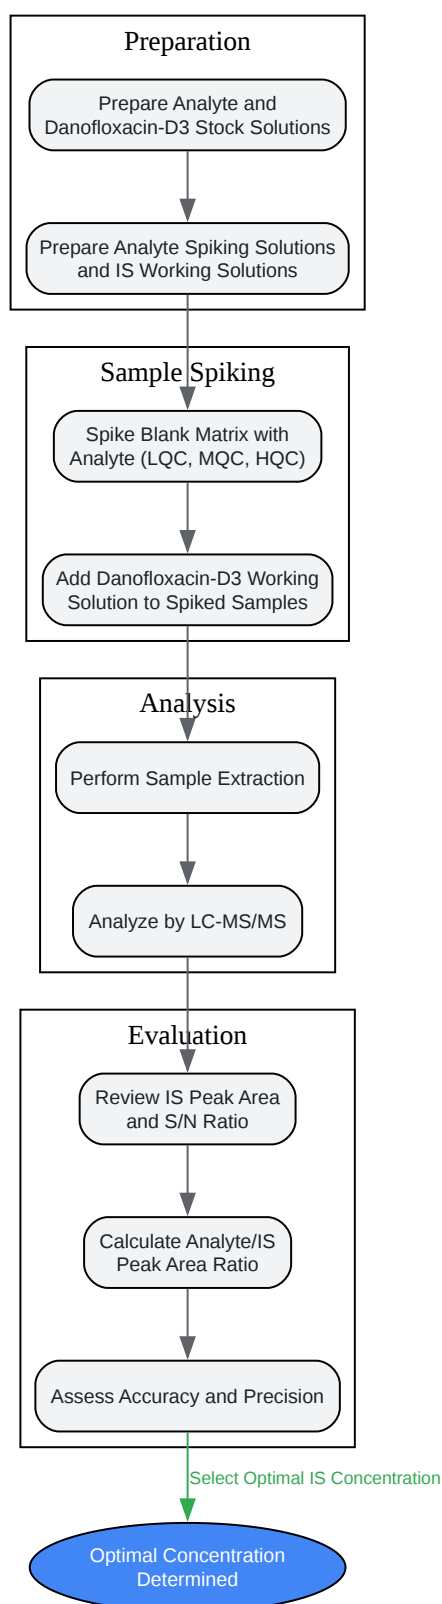 Preparation
Prepare Analyte and
Danofloxacin-D3 Stock Solutions
Prepare Analyte Spiking Solutions
and IS Working Solutions
Sample Spiking
Spike Blank Matrix with
Analyte (LQC, MQC, HQC)
Add Danofloxacin-D3 Working
Solution to Spiked Samples
Analysis
Perform Sample Extraction
Analyze by LC-MS/MS
Evaluation
Review IS Peak Area
and S/N Ratio
Calculate Analyte/IS
Peak Area Ratio
Assess Accuracy and Precision
Select Optimal IS Concentration
Optimal Concentration
Determined